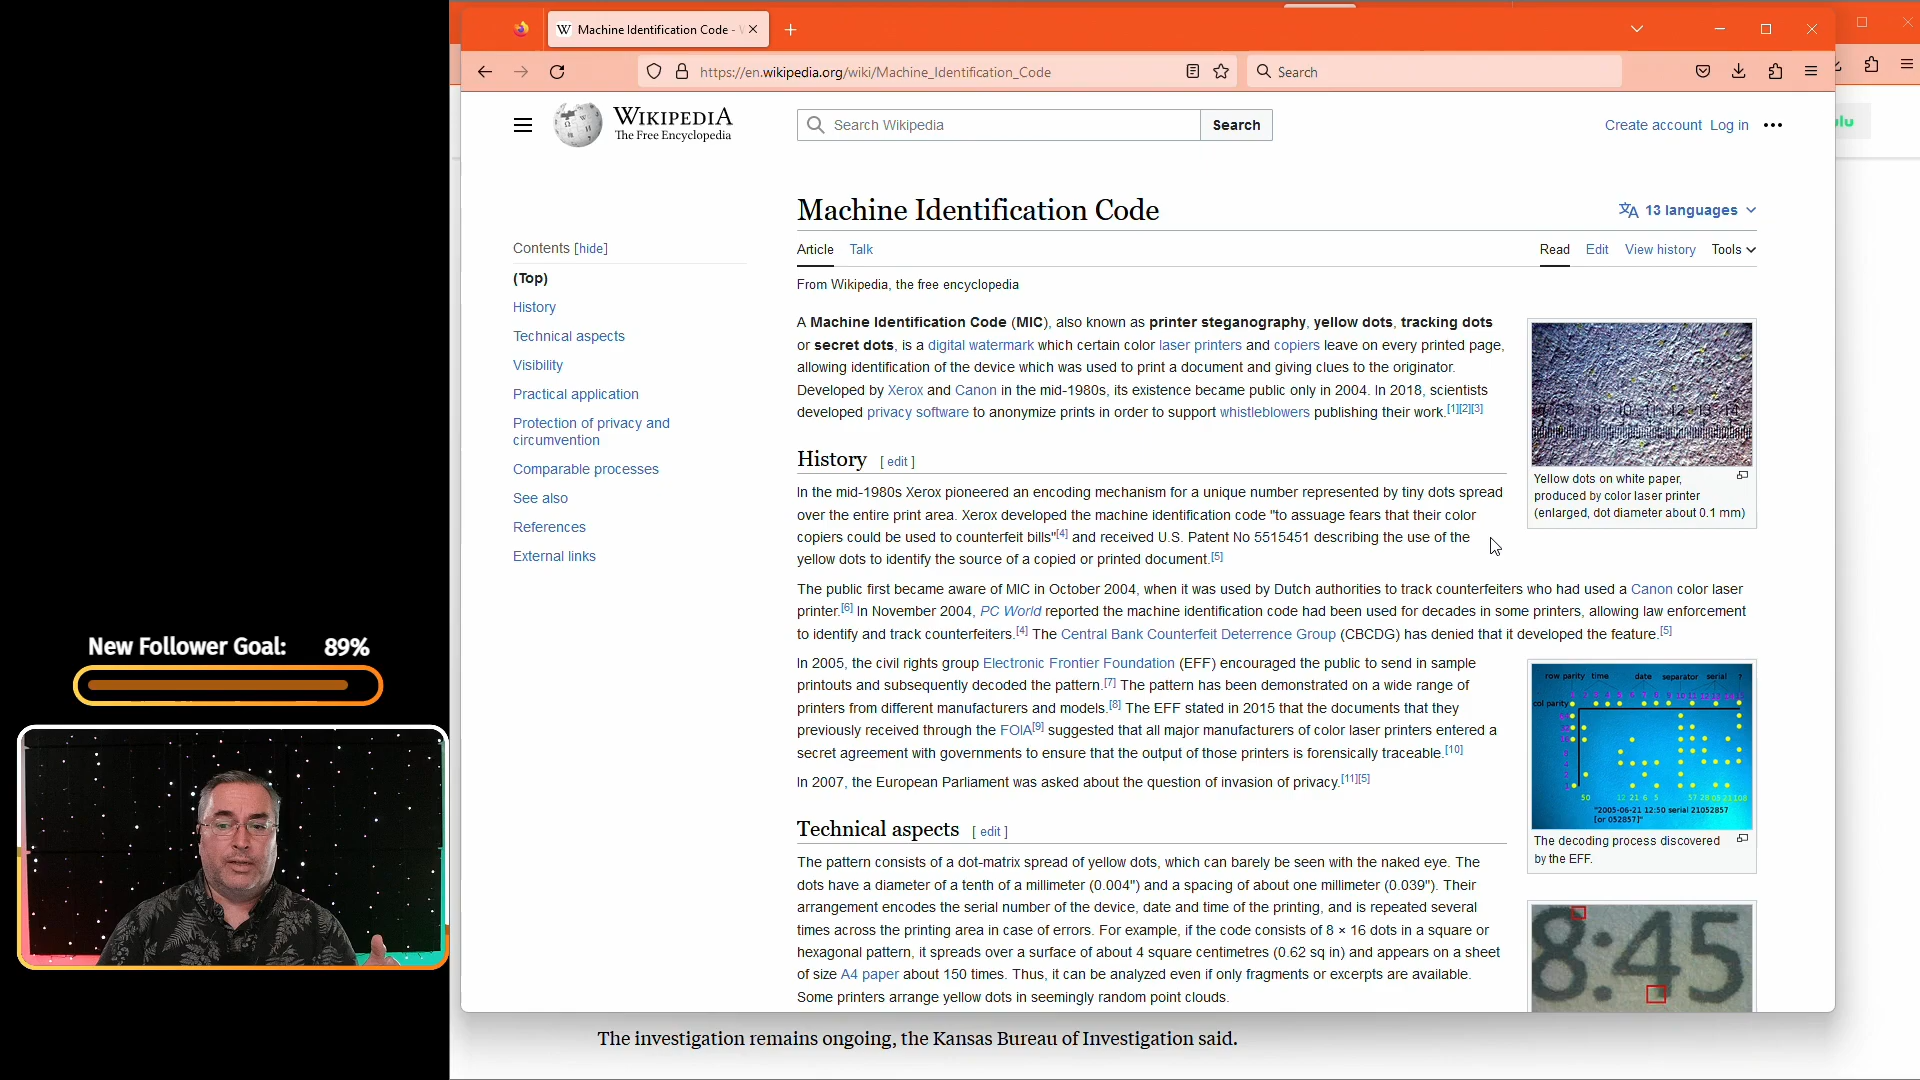 Machine Identification Code -
https://en.wikipedia.org/wiki/Machine_Identification_Code
Search
WIKIPEDIA
The Free Encyclopedia
Search Wikipedia
Search
Create account
Log in
Machine Identification Code
13 languages
Contents [hide]
Article
Talk
Read
Edit
View history
Tools
(Top)
From Wikipedia, the free encyclopedia
History
Technical aspects
Visibility
Practical application
Protection of privacy and
circumvention
Comparable processes
See also
References
External links
A Machine Identification Code (MIC), also known as printer steganography, yellow dots, tracking dots
or secret dots, is a digital watermark which certain color laser printers and copiers leave on every printed page,
allowing identification of the device which was used to print a document and giving clues to the originator.
Developed by Xerox and Canon in the mid-1980s, its existence became public only in 2004. In 2018, scientists
developed privacy software to anonymize prints in order to support whistleblowers publishing their work.[1][2][3]
Yellow dots on white paper,
produced by color laser printer
(enlarged, dot diameter about 0.1 mm)
History [ edit ]
In the mid-1980s Xerox pioneered an encoding mechanism for a unique number represented by tiny dots spread
over the entire print area. Xerox developed the machine identification code "to assuage fears that their color
copiers could be used to counterfeit bills"[4] and received U.S. Patent No 5515451 describing the use of the
yellow dots to identify the source of a copied or printed document.[5]
The public first became aware of MIC in October 2004, when it was used by Dutch authorities to track counterfeiters who had used a Canon color laser
printer.[6] In November 2004, PC World reported the machine identification code had been used for decades in some printers, allowing law enforcement
to identify and track counterfeiters.[4] The Central Bank Counterfeit Deterrence Group (CBCDG) has denied that it developed the feature.[5]
In 2005, the civil rights group Electronic Frontier Foundation (EFF) encouraged the public to send in sample
printouts and subsequently decoded the pattern.[7] The pattern has been demonstrated on a wide range of
printers from different manufacturers and models.[8] The EFF stated in 2015 that the documents that they
previously received through the FOIA[9] suggested that all major manufacturers of color laser printers entered a
secret agreement with governments to ensure that the output of those printers is forensically traceable.[10]
In 2007, the European Parliament was asked about the question of invasion of privacy.[11][5]
row parity time date separator serial ?
col parity
"2005-06-21 12:50 serial 21052857
[or 052857]"
The decoding process discovered
by the EFF.
Technical aspects [ edit ]
The pattern consists of a dot-matrix spread of yellow dots, which can barely be seen with the naked eye. The
dots have a diameter of a tenth of a millimeter (0.004") and a spacing of about one millimeter (0.039"). Their
arrangement encodes the serial number of the device, date and time of the printing, and is repeated several
times across the printing area in case of errors. For example, if the code consists of 8 × 16 dots in a square or
hexagonal pattern, it spreads over a surface of about 4 square centimetres (0.62 sq in) and appears on a sheet
of size A4 paper about 150 times. Thus, it can be analyzed even if only fragments or excerpts are available.
Some printers arrange yellow dots in seemingly random point clouds.
8:45
The investigation remains ongoing, the Kansas Bureau of Investigation said.
New Follower Goal: 89%